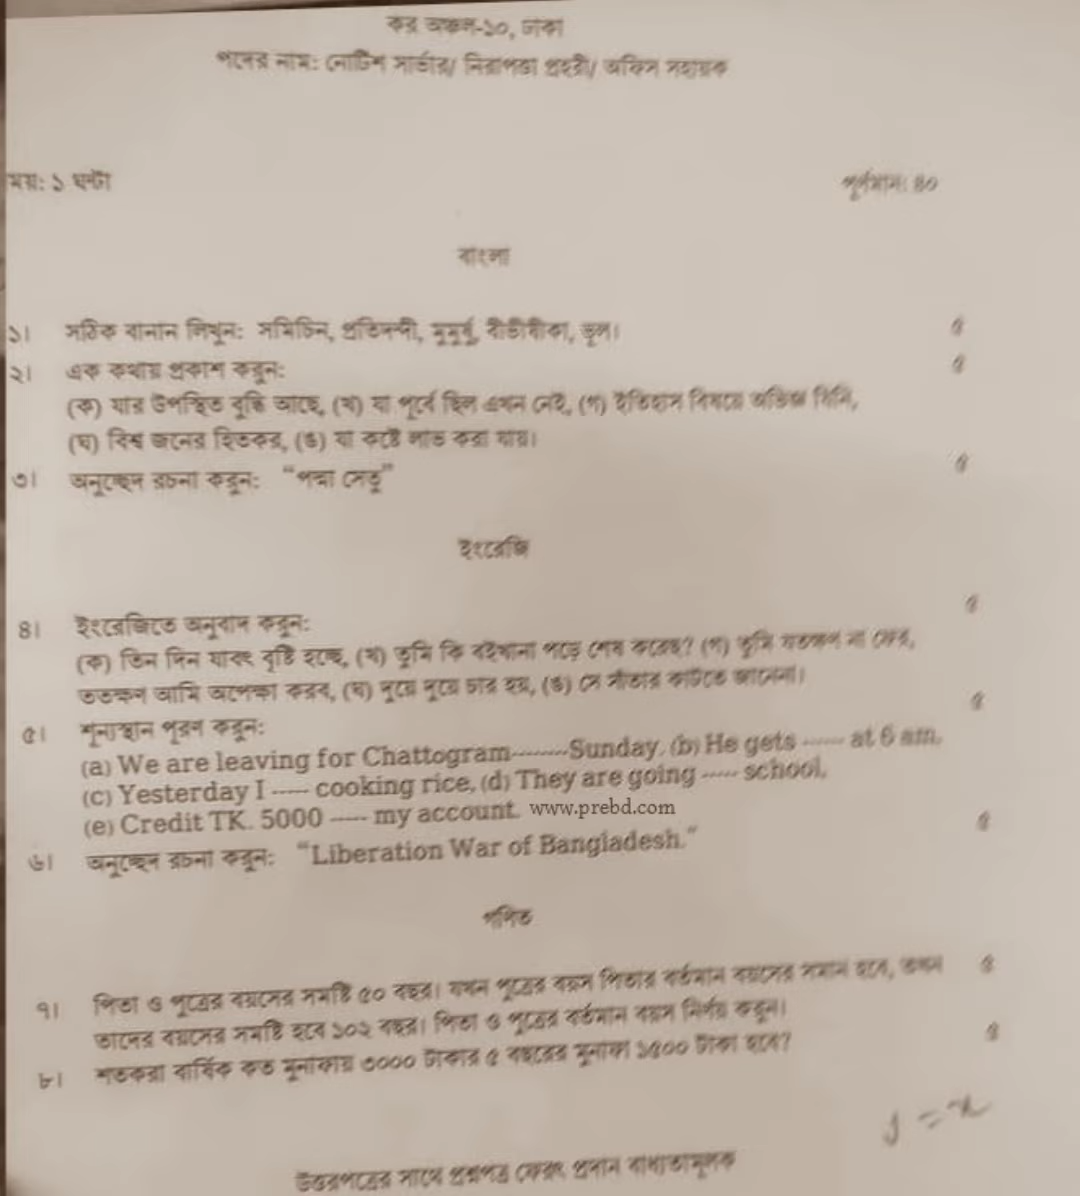 কর অঞ্চল-১০, ঢাকা
পদের নাম: নোটিশ সার্ভার/ নিরাপত্তা প্রহরী/ অফিস সহায়ক
ময়: ১ ঘন্টা
পূর্ণমান: ৪০
বাংলা
১। সঠিক বানান লিখুন: সমিচিন, প্রতিদন্দী, মুমূর্ষু, বীভীষীকা, ভূল। ৫
২। এক কথায় প্রকাশ করুন: ৫
(ক) যার উপস্থিত বুদ্ধি আছে, (খ) যা পূর্বে ছিল এখন নেই, (গ) ইতিহাস বিষয়ে অভিজ্ঞ যিনি,
(ঘ) বিশ্ব জনের হিতকর, (ঙ) যা কষ্টে লাভ করা যায়।
৩। অনুচ্ছেদ রচনা করুন: “পদ্মা সেতু” ৫
ইংরেজি
৪। ইংরেজিতে অনুবাদ করুন: ৫
(ক) তিন দিন যাবৎ বৃষ্টি হচ্ছে, (খ) তুমি কি বইখানা পড়ে শেষ করেছ? (গ) তুমি যতক্ষণ না ফের,
ততক্ষন আমি অপেক্ষা করব, (ঘ) দুয়ে দুয়ে চার হয়, (ঙ) সে সাঁতার কাটতে জানেনা।
৫। শূন্যস্থান পূরন করুন: ৫
(a) We are leaving for Chattogram--------Sunday. (b) He gets ------ at 6 am.
(c) Yesterday I ----- cooking rice, (d) They are going ----- school,
(e) Credit TK. 5000 ----- my account. www.prebd.com
৬। অনুচ্ছেদ রচনা করুন: “Liberation War of Bangladesh.” ৫
গণিত
৭। পিতা ও পুত্রের বয়সের সমষ্টি ৫০ বছর। যখন পুত্রের বয়স পিতার বর্তমান বয়সের সমান হবে, তখন ৫
তাদের বয়সের সমষ্টি হবে ১০২ বছর। পিতা ও পুত্রের বর্তমান বয়স নির্ণয় করুন।
৮। শতকরা বার্ষিক কত মুনাফায় ৩০০০ টাকার ৫ বছরের মুনাফা ১৫০০ টাকা হবে? ৫
উত্তরপত্রের সাথে প্রশ্নপত্র ফেরৎ প্রদান বাধ্যতামূলক